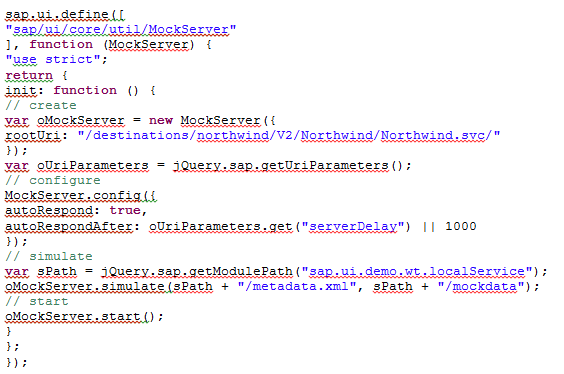 sap.ui.define([
"sap/ui/core/util/MockServer"
], function (MockServer) {
"use strict";
return {
init: function () {
// create
var oMockServer = new MockServer({
rootUri: "/destinations/northwind/V2/Northwind/Northwind.svc/"
});
var oUriParameters = jQuery.sap.getUriParameters();
// configure
MockServer.config({
autoRespond: true,
autoRespondAfter: oUriParameters.get("serverDelay") || 1000
});
// simulate
var sPath = jQuery.sap.getModulePath("sap.ui.demo.wt.localService");
oMockServer.simulate(sPath + "/metadata.xml", sPath + "/mockdata");
// start
oMockServer.start();
}
};
});